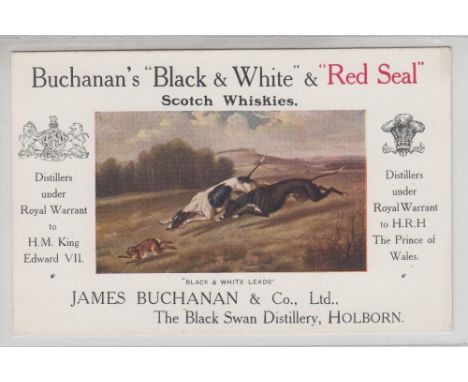 Buchanan's "Black & White" & "Red Seal"
Scotch Whiskies.
Distillers
under
Royal Warrant
to
H.M. King
Edward VII.
Distillers
under
Royal Warrant
to H.R.H
The Prince of
Wales.
"BLACK & WHITE LEADS"
JAMES BUCHANAN & Co., Ltd.,
The Black Swan Distillery, HOLBORN.